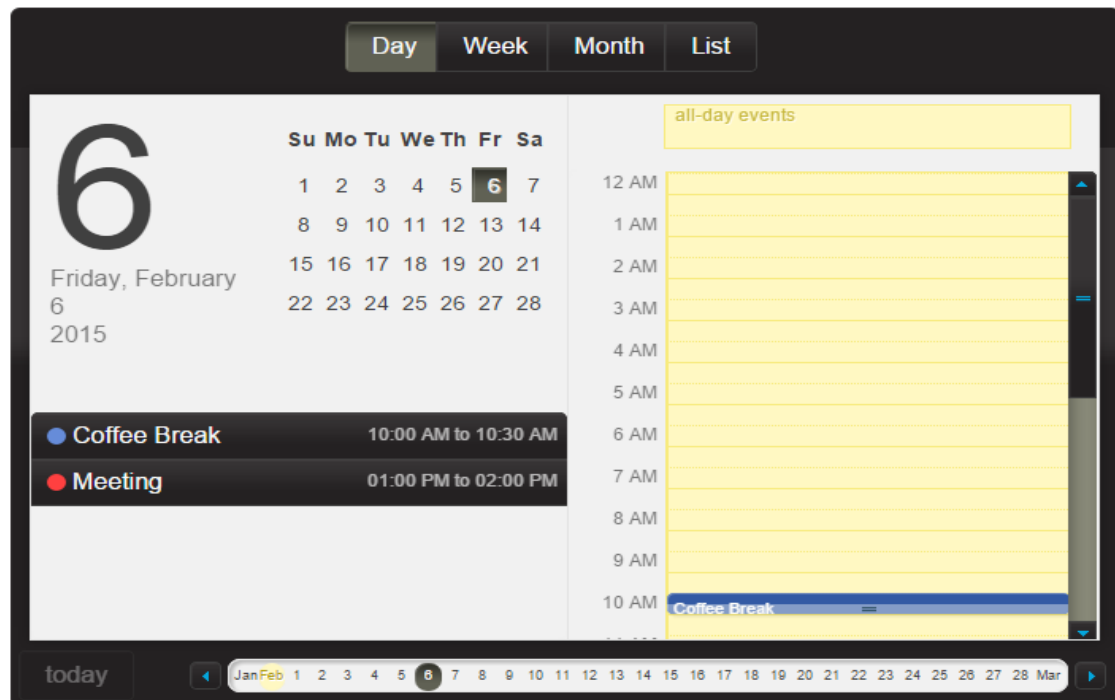 Day Week Month List
6
Friday, February
6
2015
Su Mo Tu We Th Fr Sa
1 2 3 4 5 6 7
8 9 10 11 12 13 14
15 16 17 18 19 20 21
22 23 24 25 26 27 28
Coffee Break 10:00 AM to 10:30 AM
Meeting 01:00 PM to 02:00 PM
all-day events
12 AM
1 AM
2 AM
3 AM
4 AM
5 AM
6 AM
7 AM
8 AM
9 AM
10 AM Coffee Break
today Jan Feb 1 2 3 4 5 6 7 8 9 10 11 12 13 14 15 16 17 18 19 20 21 22 23 24 25 26 27 28 Mar